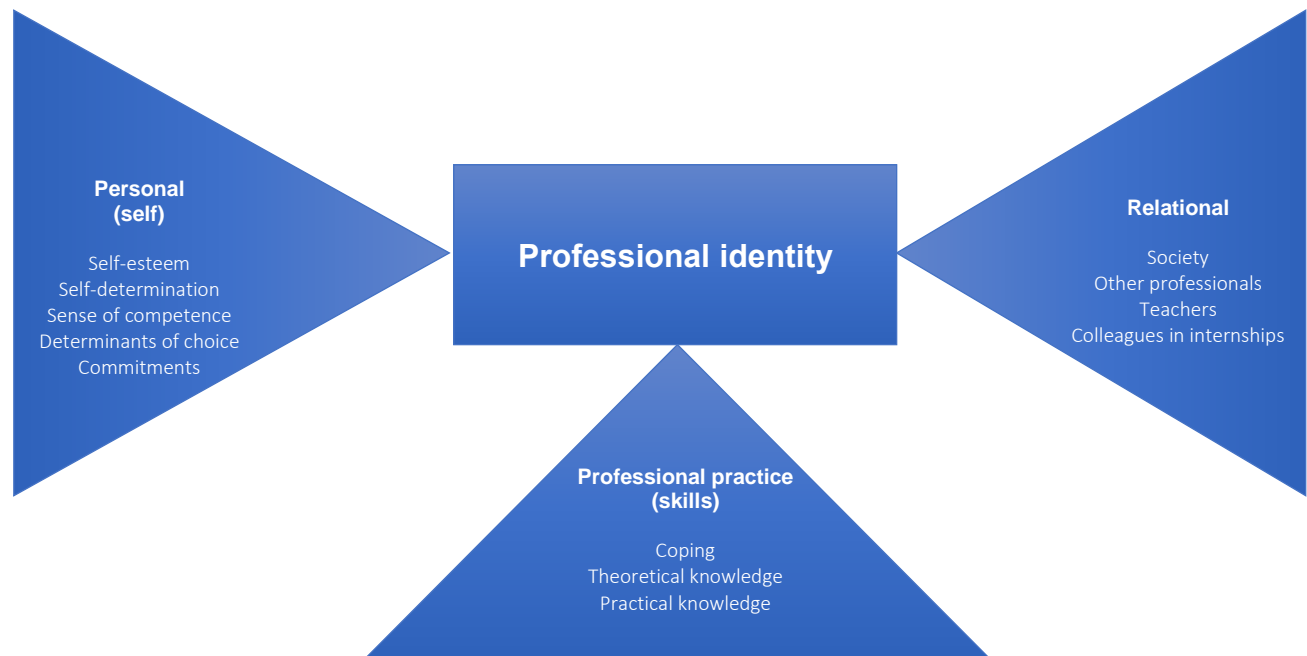 Personal
(self)
Self-esteem
Self-determination
Sense of competence
Determinants of choice
Commitments
Professional identity
Relational
Society
Other professionals
Teachers
Colleagues in internships
Professional practice
(skills)
Coping
Theoretical knowledge
Practical knowledge